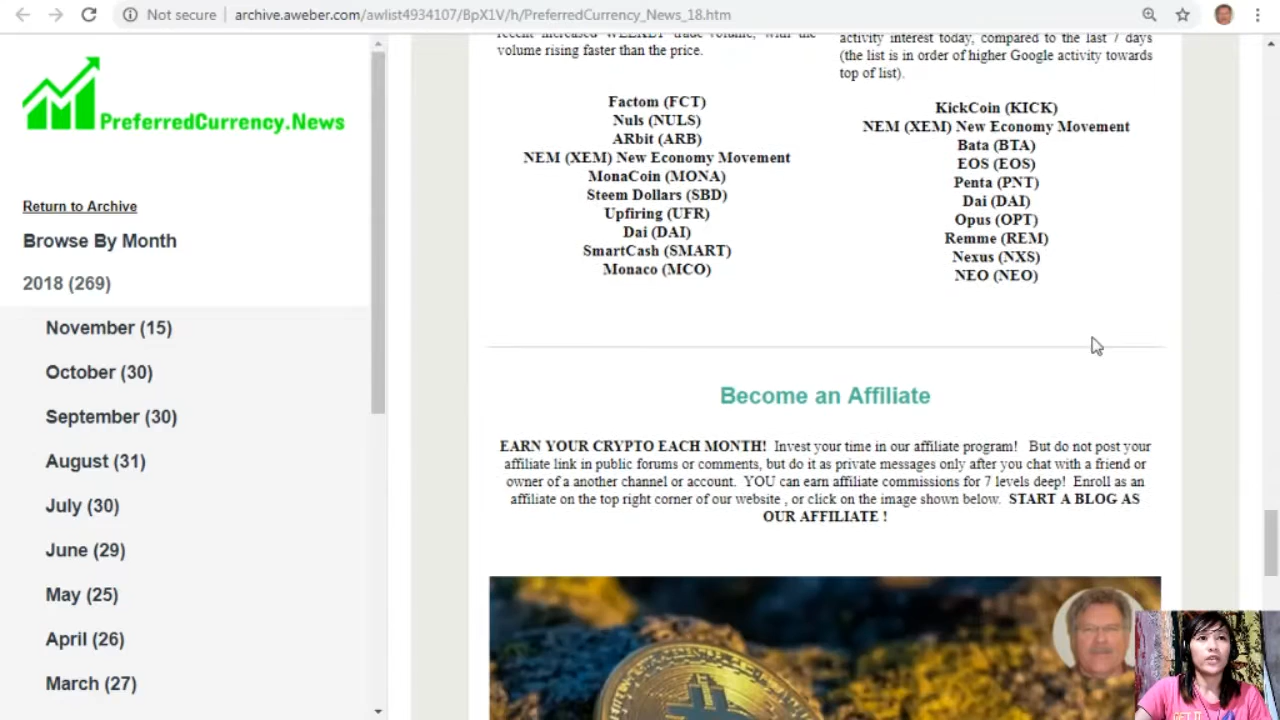 Not secure | archive.aweber.com/awlist4934107/BpX1V/h/PreferredCurrency_News_18.htm
PreferredCurrency.News
Return to Archive
Browse By Month
2018 (269)
November (15)
October (30)
September (30)
August (31)
July (30)
June (29)
May (25)
April (26)
March (27)
recent increased WEEKLY trade volume, with the
volume rising faster than the price.
Factom (FCT)
Nuls (NULS)
ARbit (ARB)
NEM (XEM) New Economy Movement
MonaCoin (MONA)
Steem Dollars (SBD)
Upfiring (UFR)
Dai (DAI)
SmartCash (SMART)
Monaco (MCO)
activity interest today, compared to the last 7 days
(the list is in order of higher Google activity towards
top of list).
KickCoin (KICK)
NEM (XEM) New Economy Movement
Bata (BTA)
EOS (EOS)
Penta (PNT)
Dai (DAI)
Opus (OPT)
Remme (REM)
Nexus (NXS)
NEO (NEO)
Become an Affiliate
EARN YOUR CRYPTO EACH MONTH! Invest your time in our affiliate program! But do not post your
affiliate link in public forums or comments, but do it as private messages only after you chat with a friend or
owner of a another channel or account. YOU can earn affiliate commissions for 7 levels deep! Enroll as an
affiliate on the top right corner of our website , or click on the image shown below. START A BLOG AS
OUR AFFILIATE !